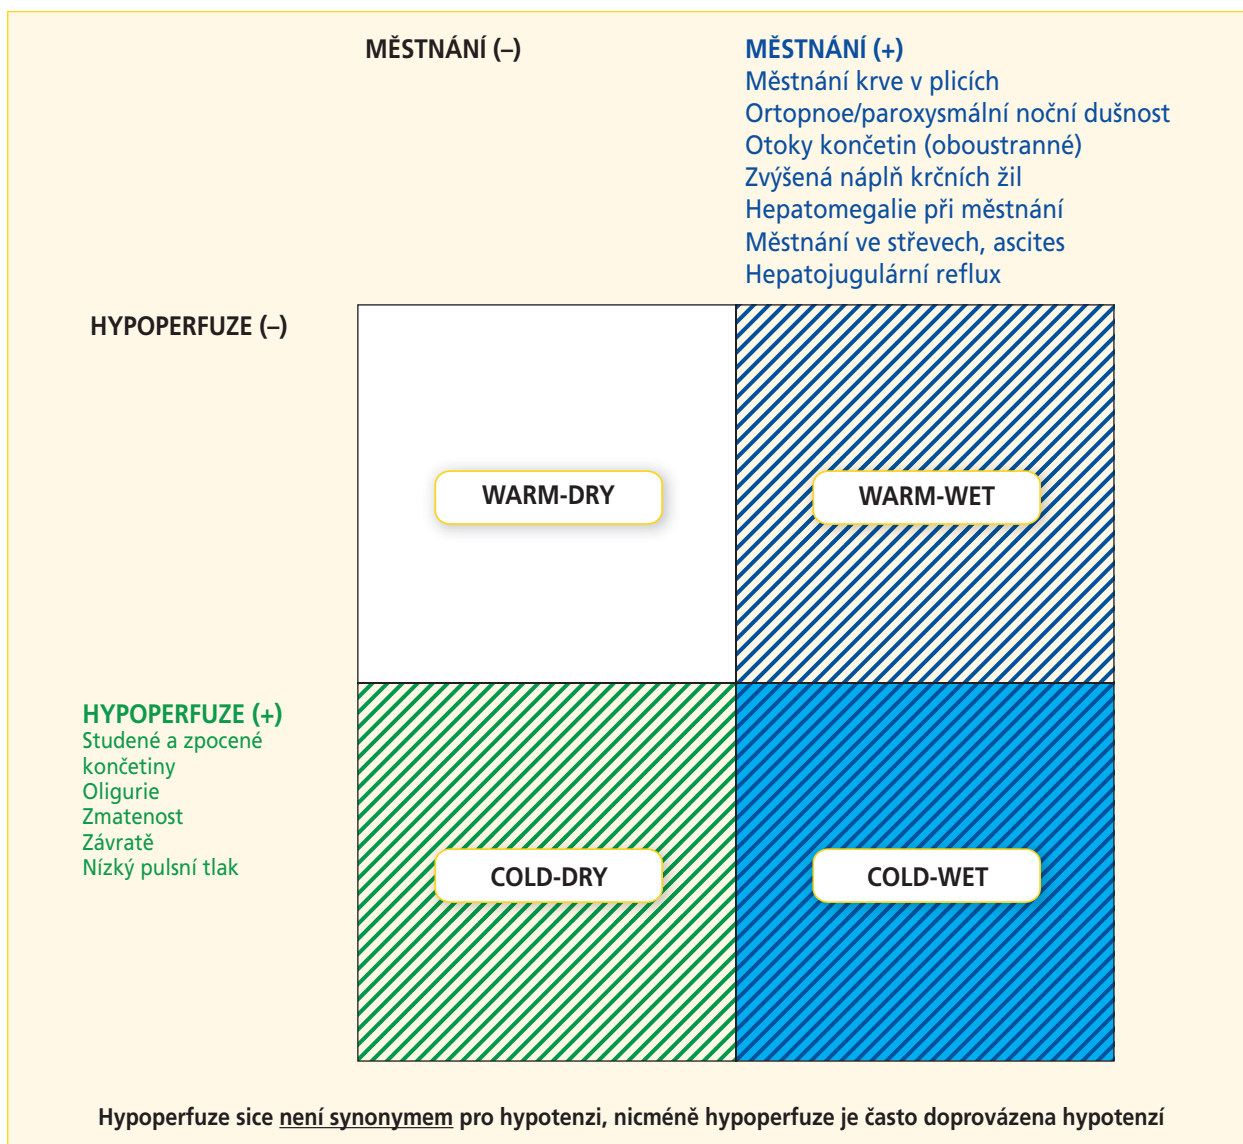 MĚSTNÁNÍ (–)
MĚSTNÁNÍ (+)
Městnání krve v plicích
Ortopnoe/paroxysmální noční dušnost
Otoky končetin (oboustranné)
Zvýšená náplň krčních žil
Hepatomegalie při městnání
Městnání ve střevech, ascites
Hepatojugulární reflux
HYPOPERFUZE (–)
WARM-DRY
WARM-WET
HYPOPERFUZE (+)
Studené a zpocené
končetiny
Oligurie
Zmatenost
Závratě
Nízký pulsní tlak
COLD-DRY
COLD-WET
Hypoperfuze sice není synonymem pro hypotenzi, nicméně hypoperfuze je často doprovázena hypotenzí